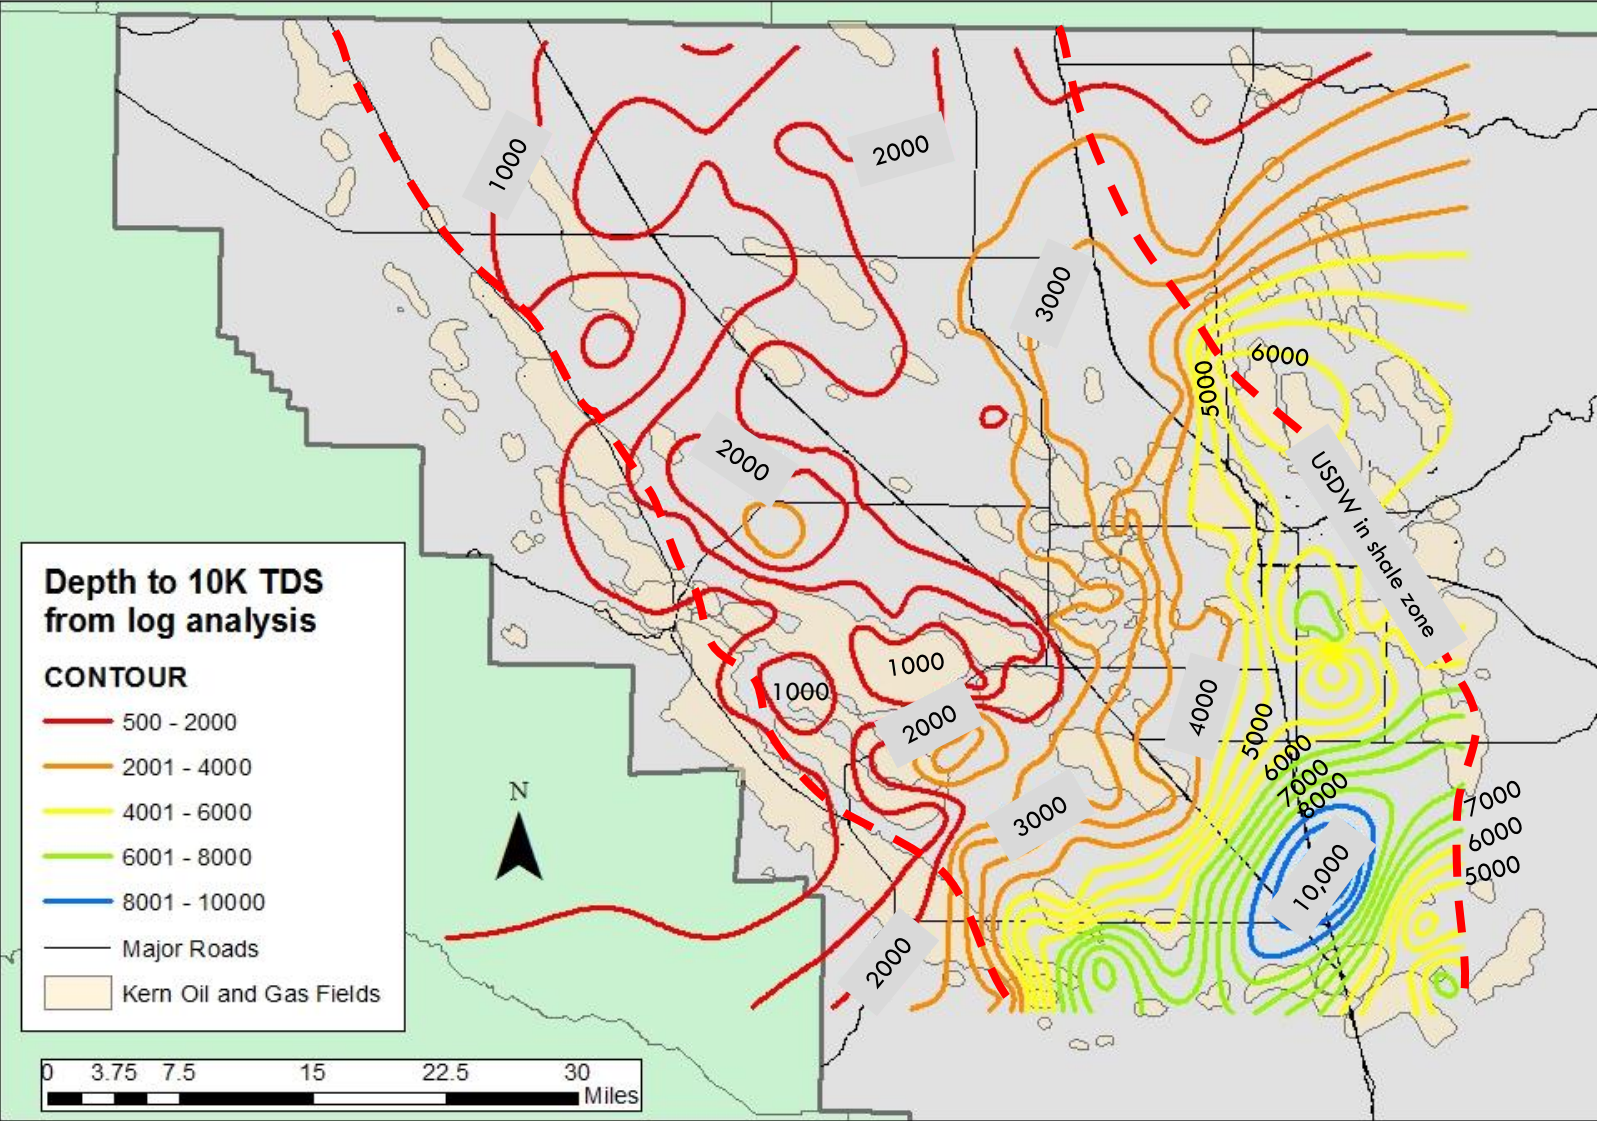 1000
2000
3000
6000
5000
2000
USDW in shale zone
1000
1000
2000
4000
5000
6000
7000
8000
3000
10,000
7000
6000
5000
2000
Depth to 10K TDS
from log analysis
CONTOUR
500 - 2000
2001 - 4000
4001 - 6000
6001 - 8000
8001 - 10000
Major Roads
Kern Oil and Gas Fields
N
0 3.75 7.5 15 22.5 30
Miles